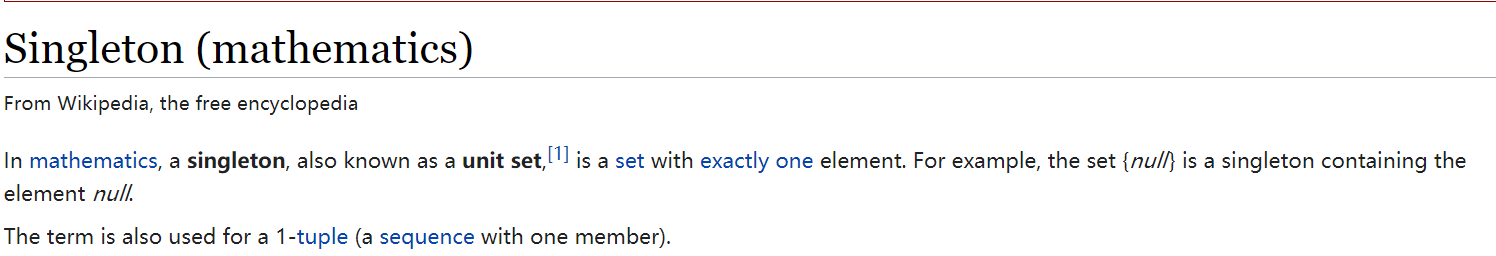 Singleton (mathematics)
From Wikipedia, the free encyclopedia
In mathematics, a singleton, also known as a unit set,[1] is a set with exactly one element. For example, the set {null} is a singleton containing the
element null.
The term is also used for a 1-tuple (a sequence with one member).